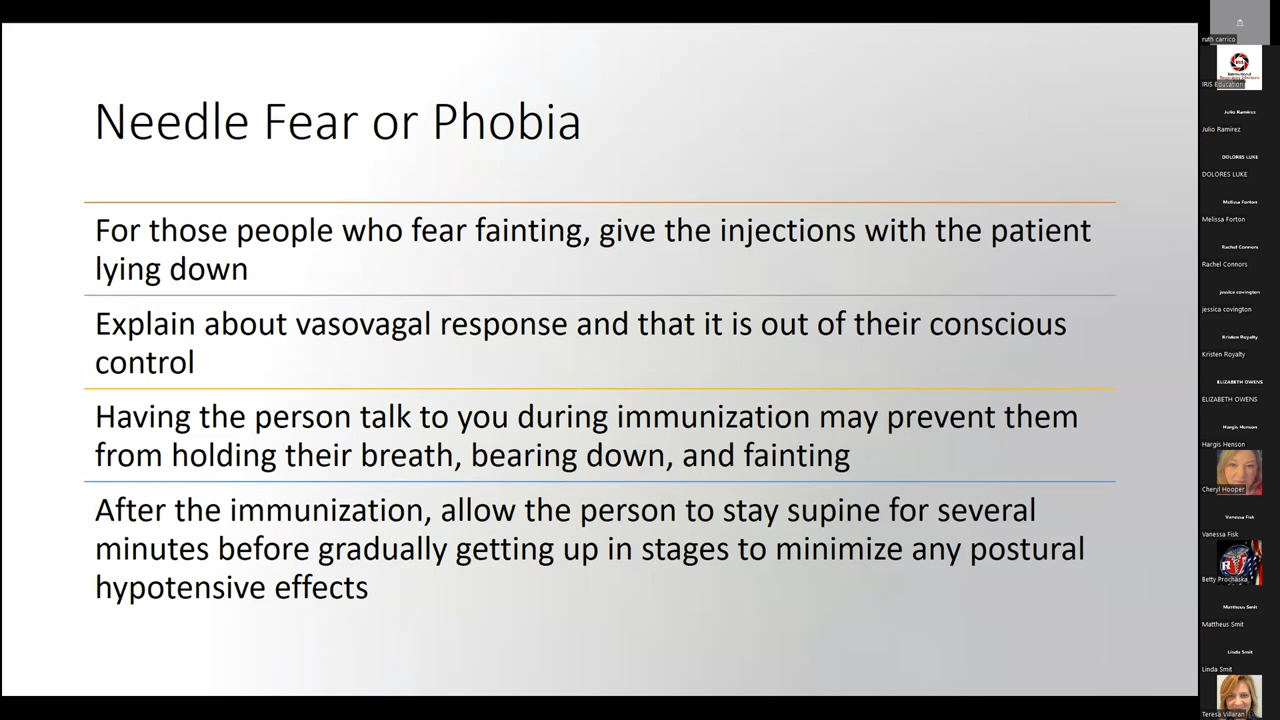 Needle Fear or Phobia
For those people who fear fainting, give the injections with the patient
lying down
Explain about vasovagal response and that it is out of their conscious
control
Having the person talk to you during immunization may prevent them
from holding their breath, bearing down, and fainting
After the immunization, allow the person to stay supine for several
minutes before gradually getting up in stages to minimize any postural
hypotensive effects
ruth carrico
IRIS
IRIS Education
Julio Ramirez
Julio Ramirez
DOLORES LUKE
DOLORES LUKE
Melissa Forton
Melissa Forton
Rachel Connors
Rachel Connors
jessica covington
jessica covington
Kristen Royalty
Kristen Royalty
ELIZABETH OWENS
ELIZABETH OWENS
Hargis Henson
Hargis Henson
Cheryl Hooper
Vanessa Fisk
Vanessa Fisk
Betty Prochaska
Mattheus Smit
Mattheus Smit
Linda Smit
Linda Smit
Teresa Villaran